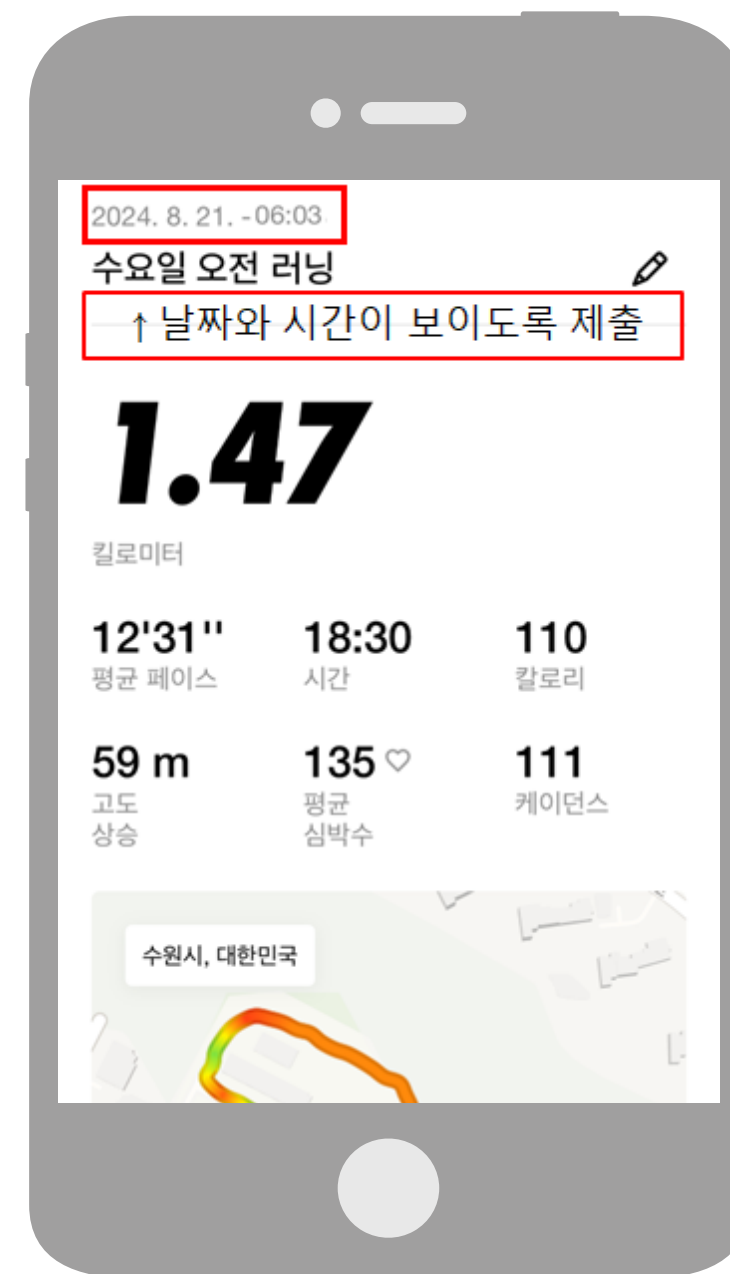 2024. 8. 21. - 06:03
수요일 오전 러닝
↑ 날짜와 시간이 보이도록 제출
1.47
킬로미터
12'31'' 18:30 110
평균 페이스 시간 칼로리
59 m 135 111
고도 평균 케이던스
상승 심박수
수원시, 대한민국